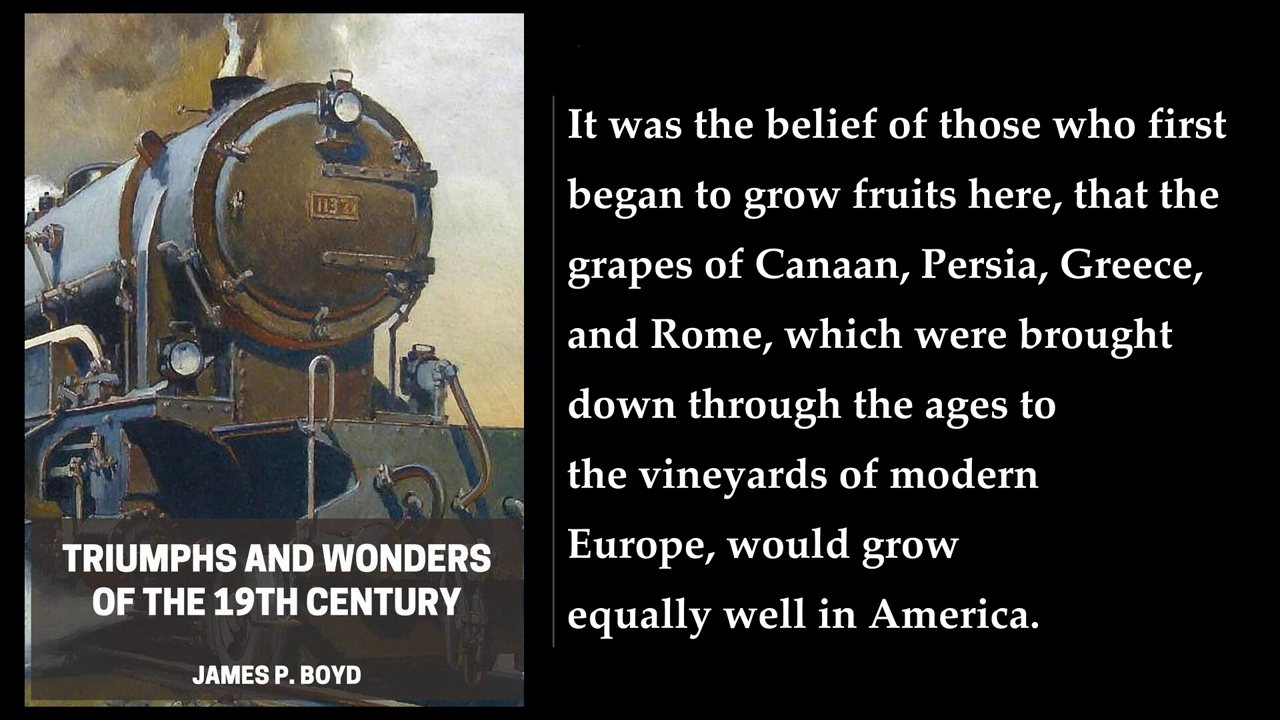 TRIUMPHS AND WONDERS
OF THE 19TH CENTURY
JAMES P. BOYD
It was the belief of those who first
began to grow fruits here, that the
grapes of Canaan, Persia, Greece,
and Rome, which were brought
down through the ages to
the vineyards of modern
Europe, would grow
equally well in America.